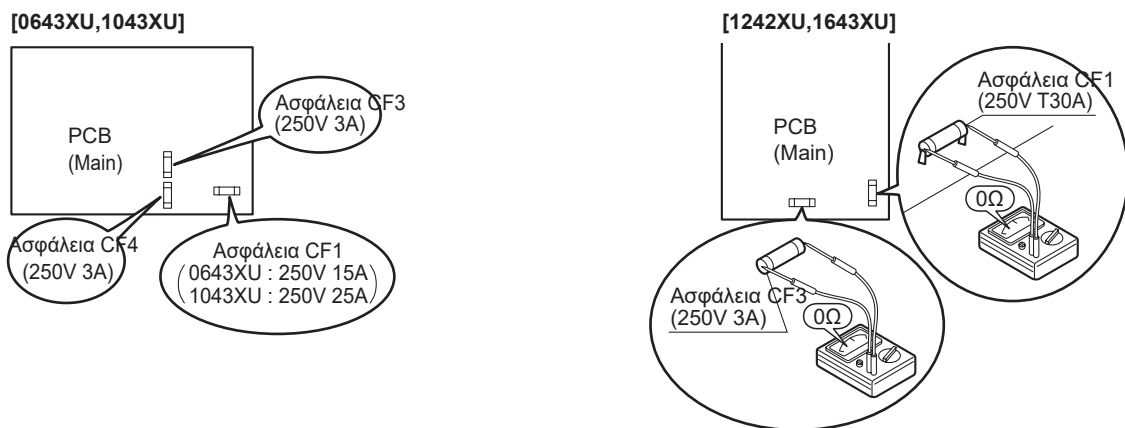 [0643XU,1043XU]
PCB
(Main)
Ασφάλεια CF3
(250V 3A)
Ασφάλεια CF4
(250V 3A)
Ασφάλεια CF1
(0643XU : 250V 15A)
(1043XU : 250V 25A)
[1242XU,1643XU]
PCB
(Main)
Ασφάλεια CF1
(250V T30A)
0Ω
Ασφάλεια CF3
(250V 3A)
0Ω